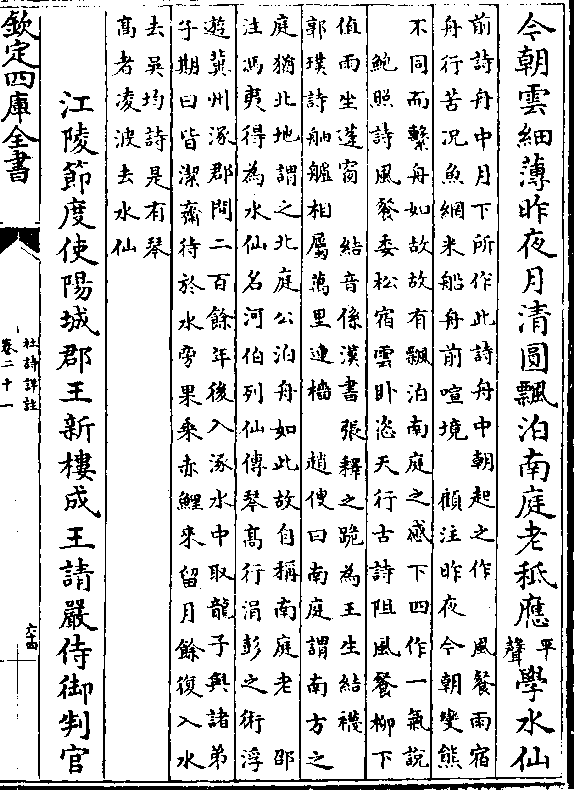 今朝雲細薄昨夜月清圓飄泊南庭老秪應平聲學水仙
前詩舟中月下所作此詩舟中朝起之作　風餐雨宿
舟行苦况魚網米船舟前喧境　顧注昨夜今朝變態
不同而繫舟如故故有飄泊南庭之感下四作一氣説
鮑照詩風餐委松宿雲卧恣天行古詩阻風餐柳下
值雨坐蓬窗　結音係漢書張釋之跪為王生結襪
郭璞詩舳艫相屬萬里連檣　趙傁曰南庭謂南方之
庭猶北地謂之北庭公泊舟如此故自稱南庭老　郭
注馮夷得為水仙名河伯列仙傳琴高行涓彭之術浮
遊冀州涿郡間二百餘年後入涿水中取龍子與諸弟
子期曰皆潔齋待於水旁果乘赤鯉來留月餘復入水
去吳均詩是有琴
高者凌波去水仙
江陵節度使陽城郡王新樓成王請嚴侍御判官
欽定四庫全書
杜詩詳註
卷二十一
六十四